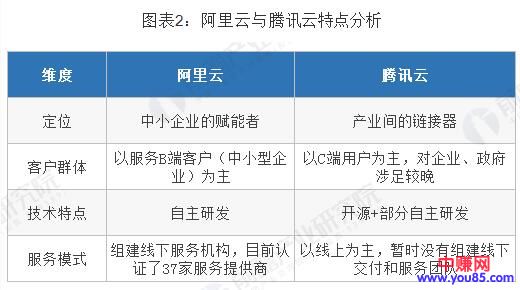 图表2：阿里云与腾讯云特点分析
维度 阿里云 腾讯云
定位 中小企业的赋能者 产业间的链接器
客户群体 以服务B端客户（中小型企业）为主 以C端用户为主，对企业、政府涉足较晚
技术特点 自主研发 开源+部分自主研发
服务模式 组建线下服务机构，目前认证了37家服务提供商 以线上为主，暂时没有组建线下交付和服务团队
中赚网
www.you85.com